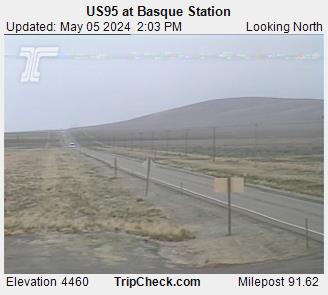 US95 at Basque Station
Updated: May 05 2024 2:03 PM Looking North
Elevation 4460 TripCheck.com Milepost 91.62